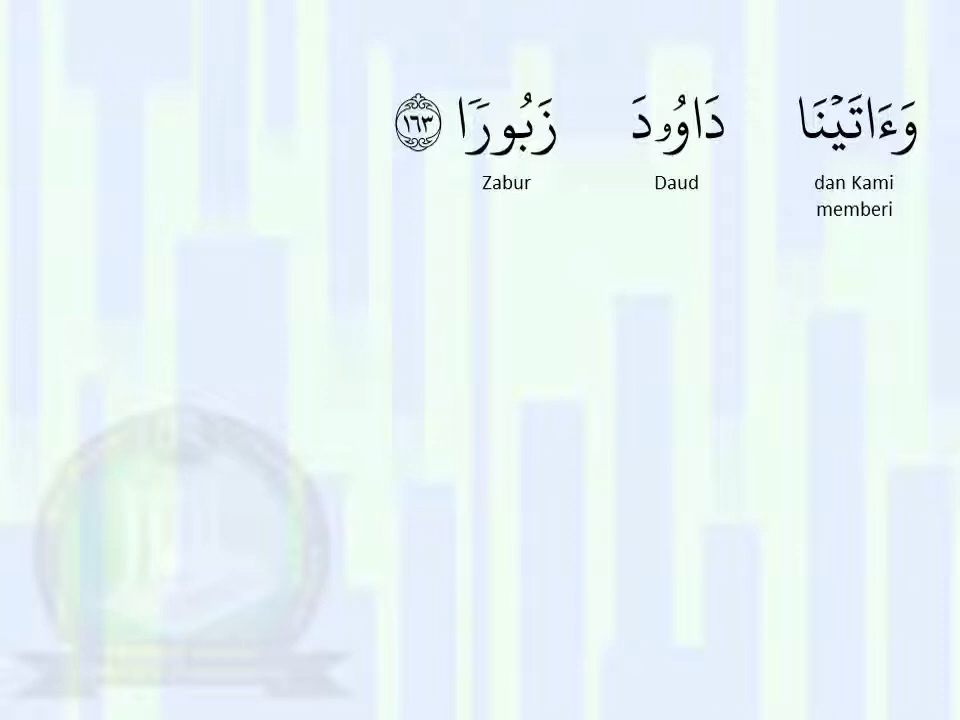 وَءَاتَيۡنَا دَاوُۥدَ زَبُورٗا ١٦٣
dan Kami Daud Zabur
memberi